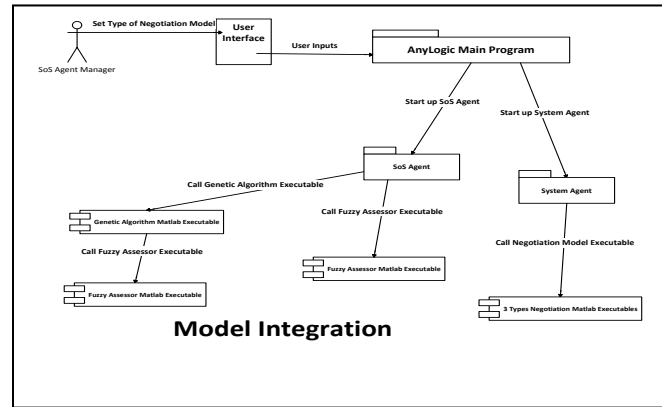 Set Type of Negotiation Model
User
Interface
User Inputs
AnyLogic Main Program
SoS Agent Manager
Start up SoS Agent
Start up System Agent
SoS Agent
System Agent
Call Genetic Algorithm Executable
Call Fuzzy Assessor Executable
Genetic Algorithm Matlab Executable
Call Negotiation Model Executable
Call Fuzzy Assessor Executable
Fuzzy Assessor Matlab Executable
Fuzzy Assessor Matlab Executable
3 Types Negotiation Matlab Executables
Model Integration